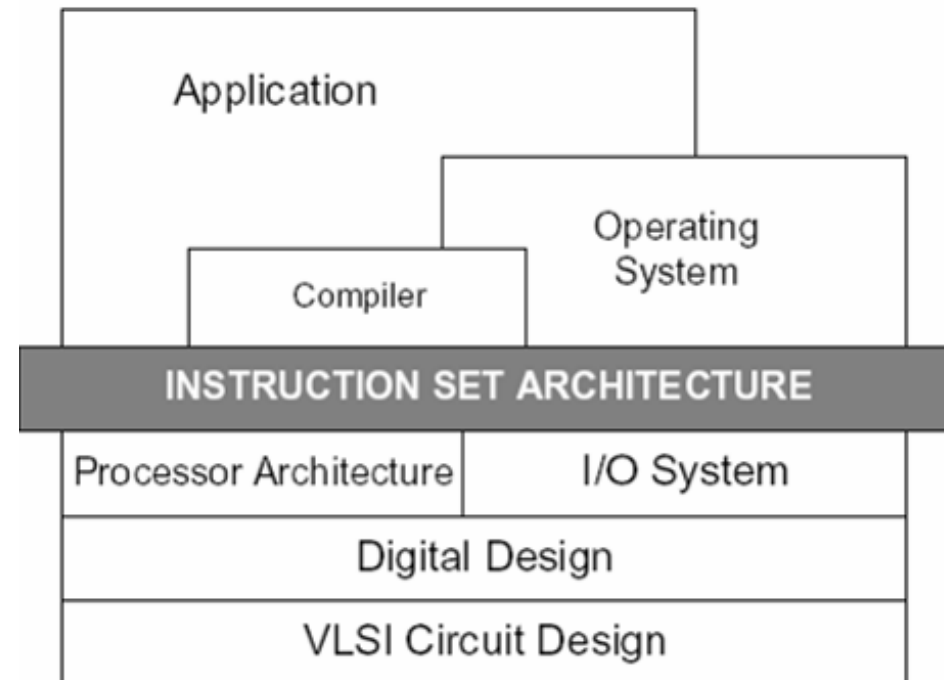 Application
Operating
System
Compiler
INSTRUCTION SET ARCHITECTURE
Processor Architecture
I/O System
Digital Design
VLSI Circuit Design